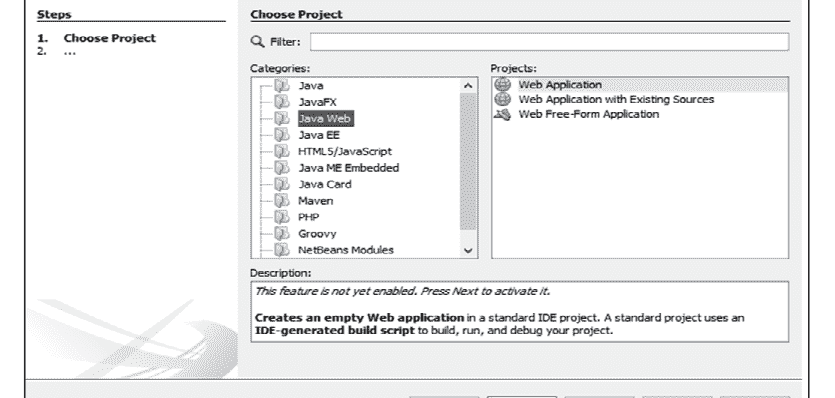 Steps
1. Choose Project
2. ...
Choose Project
Filter:
Categories:
Java
JavaFX
Java Web
Java EE
HTML5/JavaScript
Java ME Embedded
Java Card
Maven
PHP
Groovy
NetBeans Modules
Projects:
Web Application
Web Application with Existing Sources
Web Free-Form Application
Description:
This feature is not yet enabled. Press Next to activate it.
Creates an empty Web application in a standard IDE project. A standard project uses an
IDE-generated build script to build, run, and debug your project.